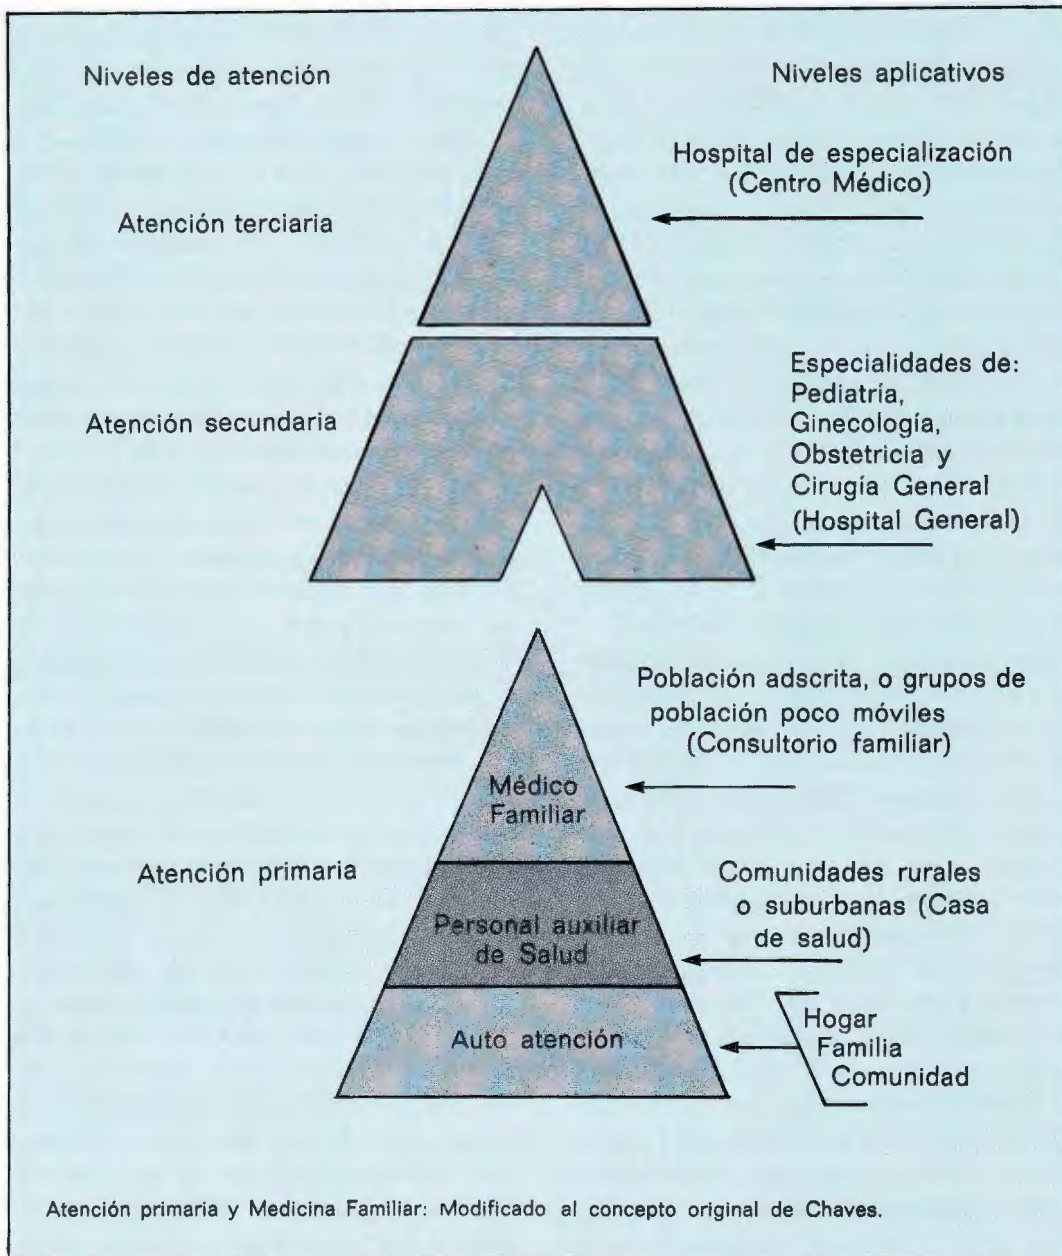 Niveles de atención
Niveles aplicativos
Hospital de especialización
(Centro Médico)
Atención terciaria
Especialidades de:
Pediatría,
Ginecología,
Obstetricia y
Cirugía General
(Hospital General)
Atención secundaria
Población adscrita, o grupos de
población poco móviles
(Consultorio familiar)
Médico
Familiar
Atención primaria
Comunidades rurales
o suburbanas (Casa
de salud)
Personal auxiliar
de Salud
Auto atención
Hogar
Familia
Comunidad
Atención primaria y Medicina Familiar: Modificado al concepto original de Chaves.